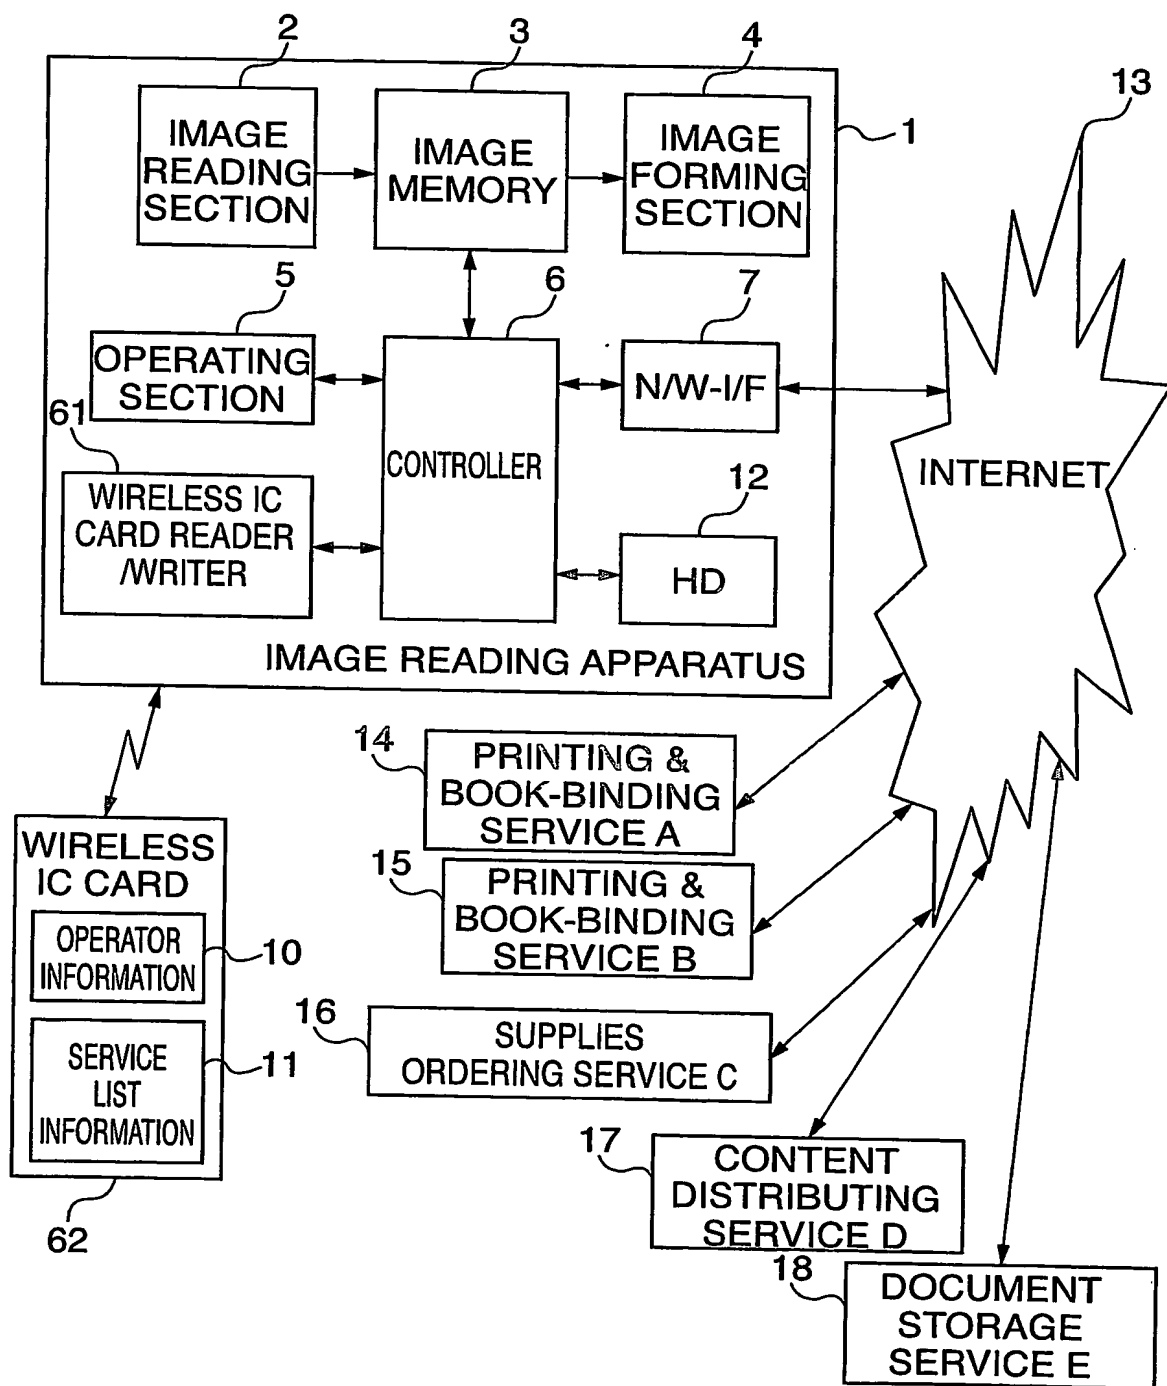 2
3
4
13
1
IMAGE
READING
SECTION
IMAGE
MEMORY
IMAGE
FORMING
SECTION
5
6
7
OPERATING
SECTION
N/W-I/F
61
CONTROLLER
INTERNET
WIRELESS IC
CARD READER
/WRITER
12
HD
IMAGE READING APPARATUS
14
PRINTING &
BOOK-BINDING
SERVICE A
WIRELESS
IC CARD
15
PRINTING &
BOOK-BINDING
SERVICE B
OPERATOR
INFORMATION
10
16
SUPPLIES
ORDERING SERVICE C
SERVICE
LIST
INFORMATION
11
17
CONTENT
DISTRIBUTING
SERVICE D
62
18
DOCUMENT
STORAGE
SERVICE E